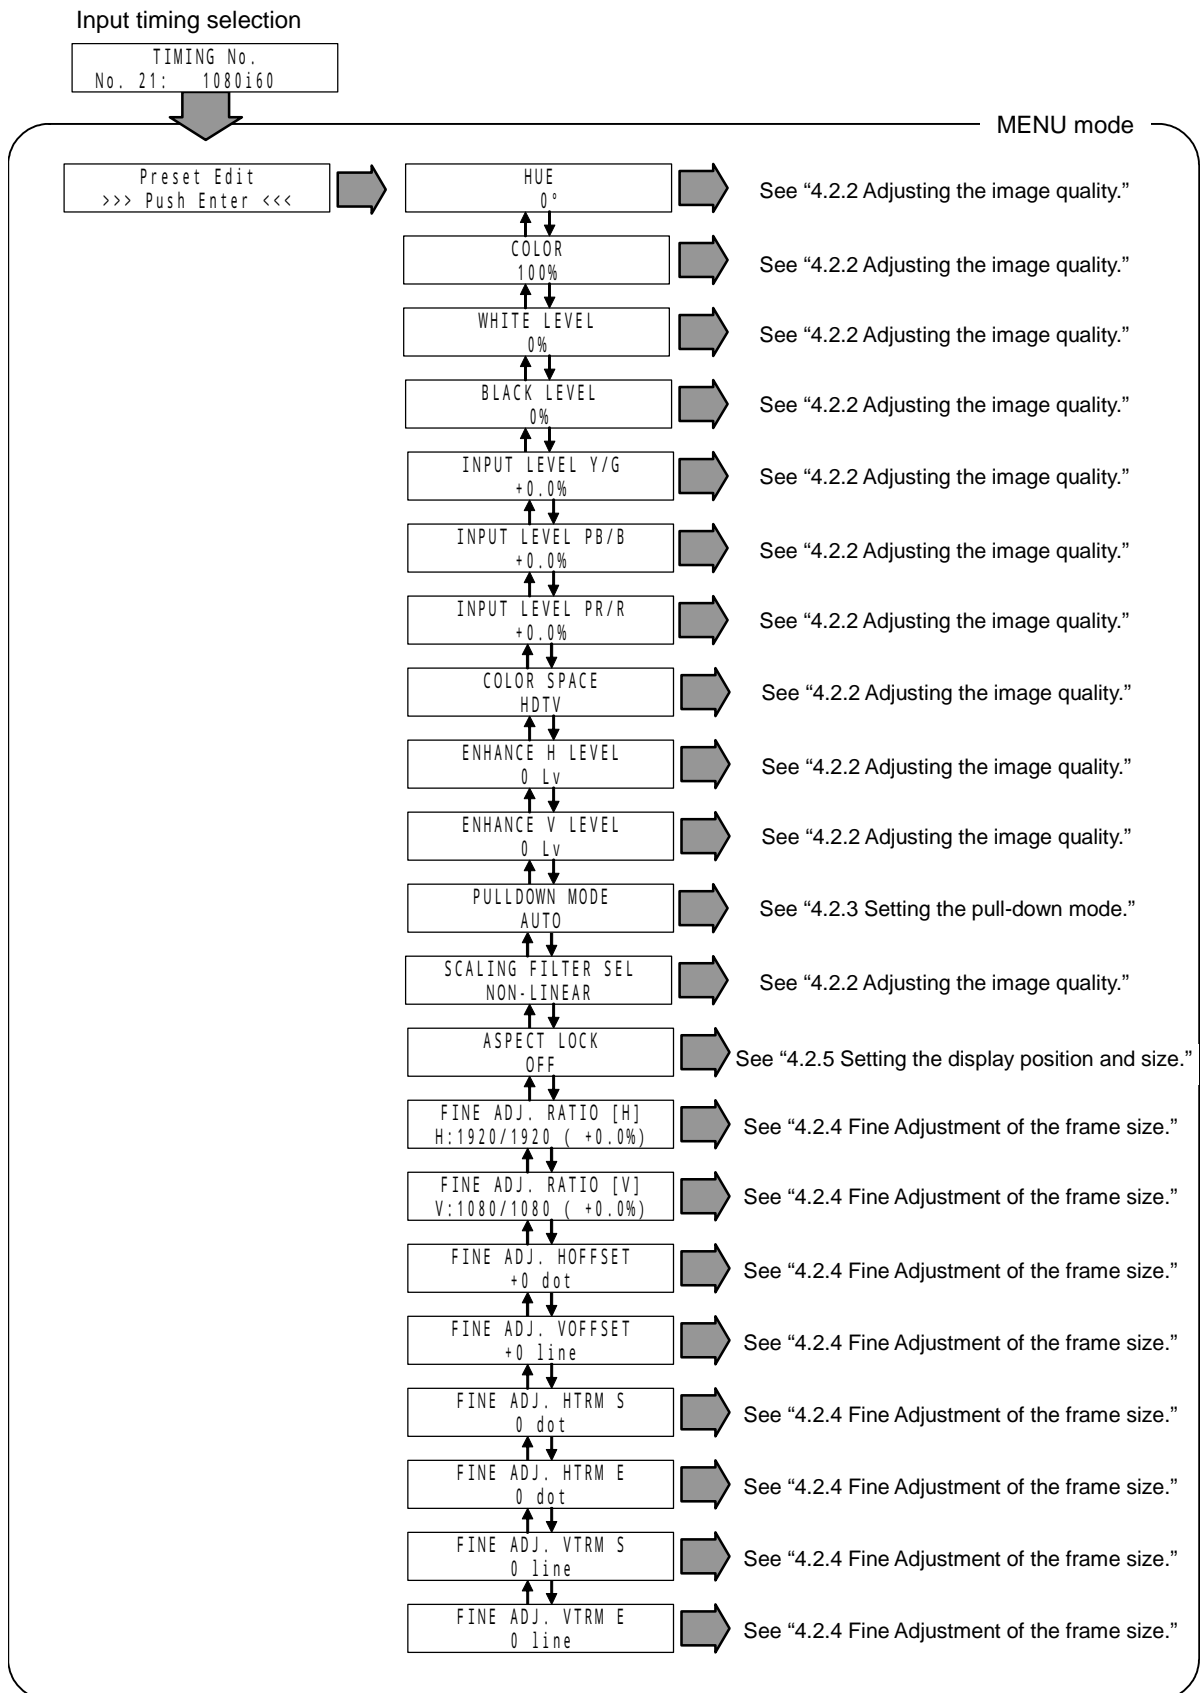 Input timing selection
TIMING No.
No. 21: 1080i60
MENU mode
Preset Edit
>>> Push Enter <<<
HUE
0°
See “4.2.2 Adjusting the image quality.”
COLOR
100%
See “4.2.2 Adjusting the image quality.”
WHITE LEVEL
0%
See “4.2.2 Adjusting the image quality.”
BLACK LEVEL
0%
See “4.2.2 Adjusting the image quality.”
INPUT LEVEL Y/G
+0.0%
See “4.2.2 Adjusting the image quality.”
INPUT LEVEL PB/B
+0.0%
See “4.2.2 Adjusting the image quality.”
INPUT LEVEL PR/R
+0.0%
See “4.2.2 Adjusting the image quality.”
COLOR SPACE
HDTV
See “4.2.2 Adjusting the image quality.”
ENHANCE H LEVEL
0 Lv
See “4.2.2 Adjusting the image quality.”
ENHANCE V LEVEL
0 Lv
See “4.2.2 Adjusting the image quality.”
PULLDOWN MODE
AUTO
See “4.2.3 Setting the pull-down mode.”
SCALING FILTER SEL
NON-LINEAR
See “4.2.2 Adjusting the image quality.”
ASPECT LOCK
OFF
See “4.2.5 Setting the display position and size.”
FINE ADJ. RATIO [H]
H:1920/1920 ( +0.0%)
See “4.2.4 Fine Adjustment of the frame size.”
FINE ADJ. RATIO [V]
V:1080/1080 ( +0.0%)
See “4.2.4 Fine Adjustment of the frame size.”
FINE ADJ. HOFFSET
+0 dot
See “4.2.4 Fine Adjustment of the frame size.”
FINE ADJ. VOFFSET
+0 line
See “4.2.4 Fine Adjustment of the frame size.”
FINE ADJ. HTRM S
0 dot
See “4.2.4 Fine Adjustment of the frame size.”
FINE ADJ. HTRM E
0 dot
See “4.2.4 Fine Adjustment of the frame size.”
FINE ADJ. VTRM S
0 line
See “4.2.4 Fine Adjustment of the frame size.”
FINE ADJ. VTRM E
0 line
See “4.2.4 Fine Adjustment of the frame size.”